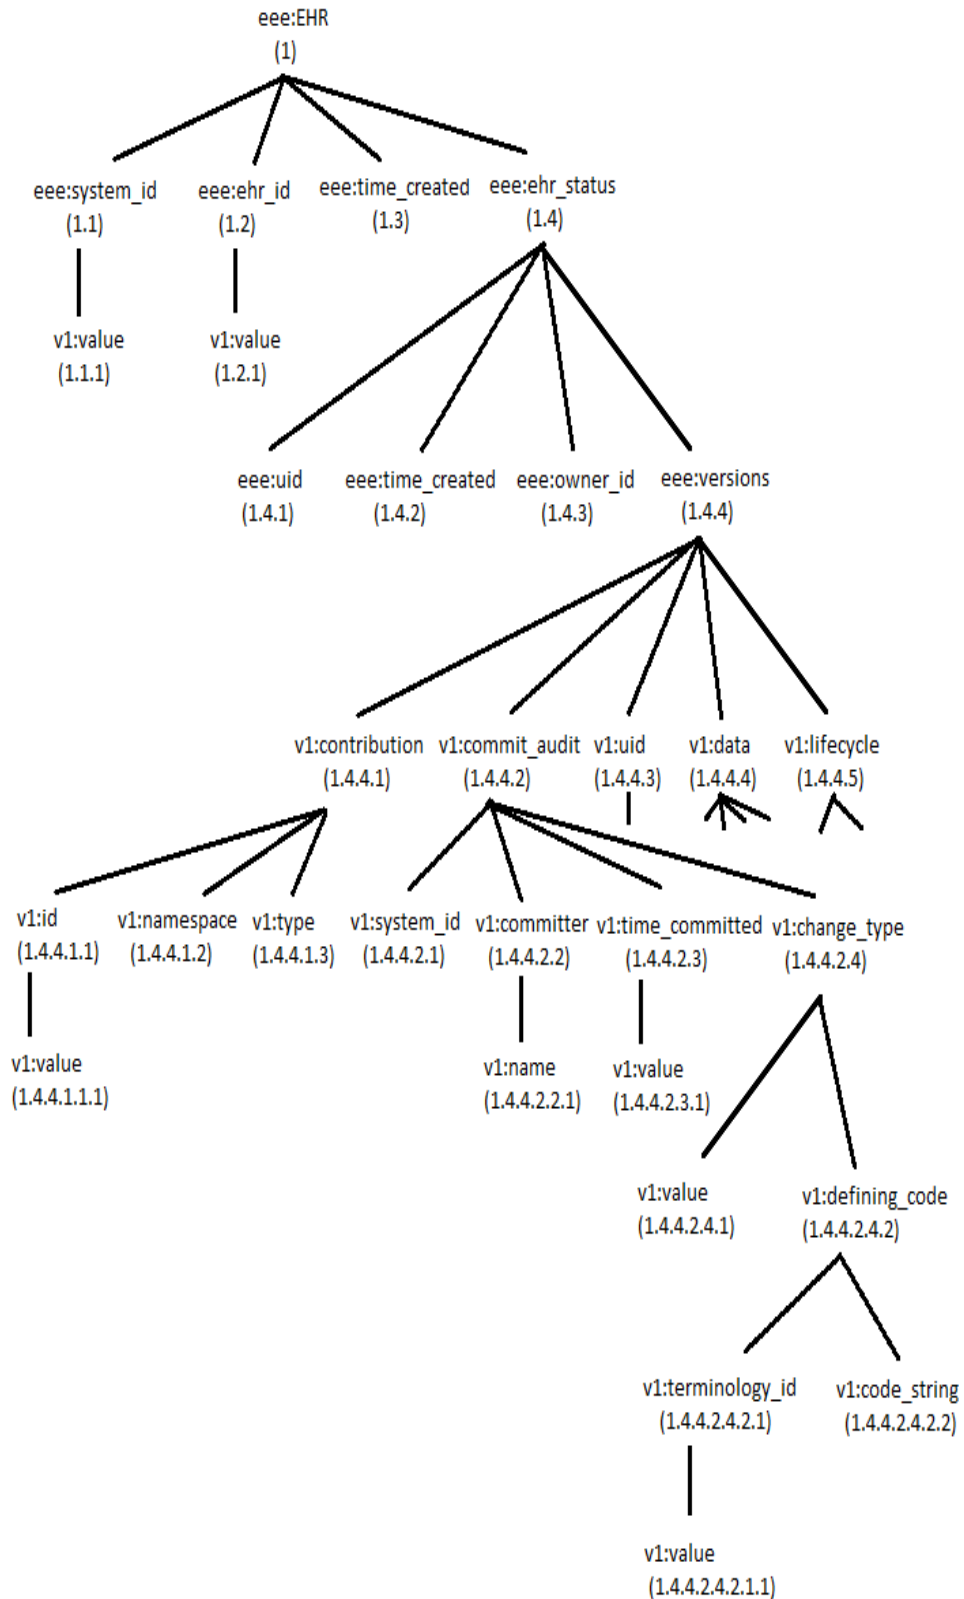 eee:EHR
(1)
eee:system_id
(1.1)
eee:ehr_id
(1.2)
eee:time_created
(1.3)
eee:ehr_status
(1.4)
v1:value
(1.1.1)
v1:value
(1.2.1)
eee:uid
(1.4.1)
eee:time_created
(1.4.2)
eee:owner_id
(1.4.3)
eee:versions
(1.4.4)
v1:contribution
(1.4.4.1)
v1:commit_audit
(1.4.4.2)
v1:uid
(1.4.4.3)
v1:data
(1.4.4.4)
v1:lifecycle
(1.4.4.5)
v1:id
(1.4.4.1.1)
v1:namespace
(1.4.4.1.2)
v1:type
(1.4.4.1.3)
v1:system_id
(1.4.4.2.1)
v1:committer
(1.4.4.2.2)
v1:time_committed
(1.4.4.2.3)
v1:change_type
(1.4.4.2.4)
v1:value
(1.4.4.1.1.1)
v1:name
(1.4.4.2.2.1)
v1:value
(1.4.4.2.3.1)
v1:value
(1.4.4.2.4.1)
v1:defining_code
(1.4.4.2.4.2)
v1:terminology_id
(1.4.4.2.4.2.1)
v1:code_string
(1.4.4.2.4.2.2)
v1:value
(1.4.4.2.4.2.1.1)